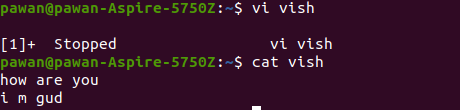 pawan@pawan-Aspire-5750Z:~$ vi vish
[1]+  Stopped                 vi vish
pawan@pawan-Aspire-5750Z:~$ cat vish
how are you
i m gud